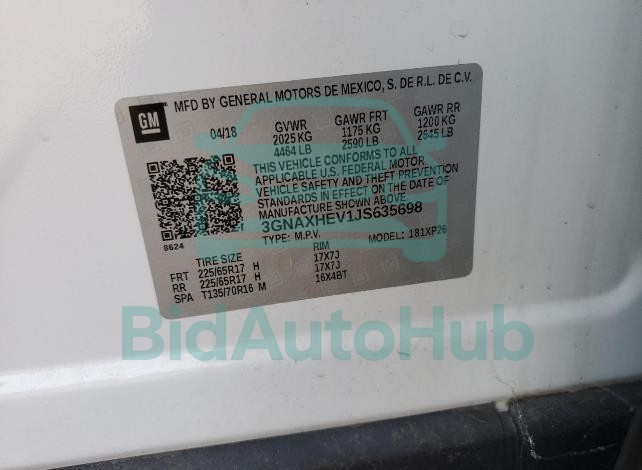 GM
MFD BY GENERAL MOTORS DE MEXICO, S. DE R.L. DE C.V.
04/18 GVWR GAWR FRT GAWR RR
2025 KG 1175 KG 1200 KG
4464 LB 2590 LB 2645 LB
THIS VEHICLE CONFORMS TO ALL
APPLICABLE U.S. FEDERAL MOTOR
VEHICLE SAFETY AND THEFT PREVENTION
STANDARDS IN EFFECT ON THE DATE OF
MANUFACTURE SHOWN ABOVE.
3GNAXHEV1JS635698
8624 TYPE: M.P.V. MODEL: 181XP26
TIRE SIZE RIM
FRT 225/65R17 H 17X7J
RR 225/65R17 H 17X7J
SPA T135/70R16 M 16X4BT
BidAutoHub